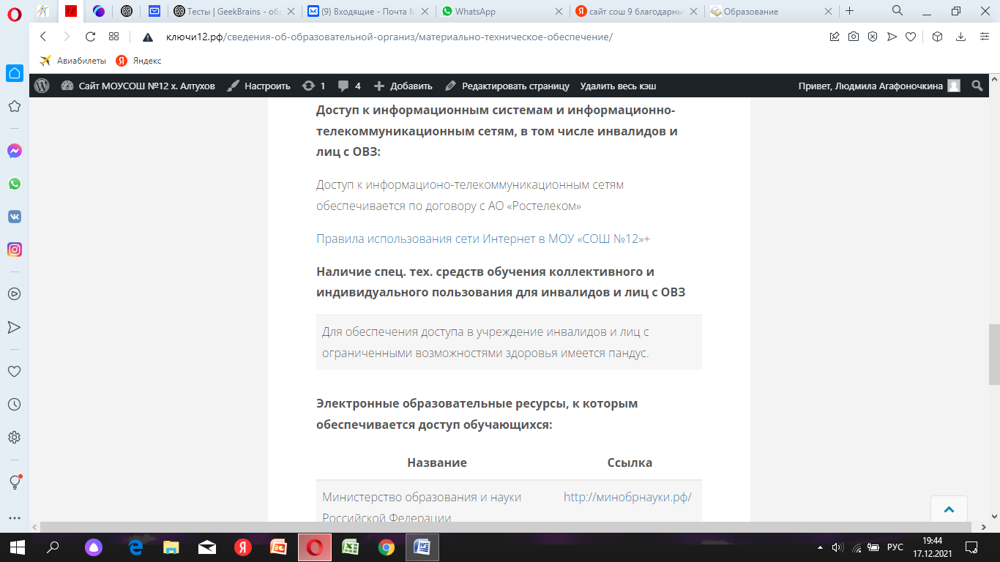 Тесты | GeekBrains - обр
(9) Входящие - Почта M
WhatsApp
сайт сош 9 благодарны
Образование
ключи12.рф/сведения-об-образовательной-организ/материально-техническое-обеспечение/
Авиабилеты
Яндекс
Сайт МОУСОШ №12 х. Алтухов
Настроить
1
4
Добавить
Редактировать страницу
Удалить весь кэш
Привет, Людмила Агафоночкина
Доступ к информационным системам и информационно-
телекоммуникационным сетям, в том числе инвалидов и
лиц с ОВЗ:
Доступ к информационо-телекоммуникационным сетям
обеспечивается по договору с АО «Ростелеком»
Правила использования сети Интернет в МОУ «СОШ №12»+
Наличие спец. тех. средств обучения коллективного и
индивидуального пользования для инвалидов и лиц с ОВЗ
Для обеспечения доступа в учреждение инвалидов и лиц с
ограниченными возможностями здоровья имеется пандус.
Электронные образовательные ресурсы, к которым
обеспечивается доступ обучающихся:
Название
Ссылка
Министерство образования и науки
http://минобрнауки.рф/
Российской Федерации
РУС
19:44
17.12.2021